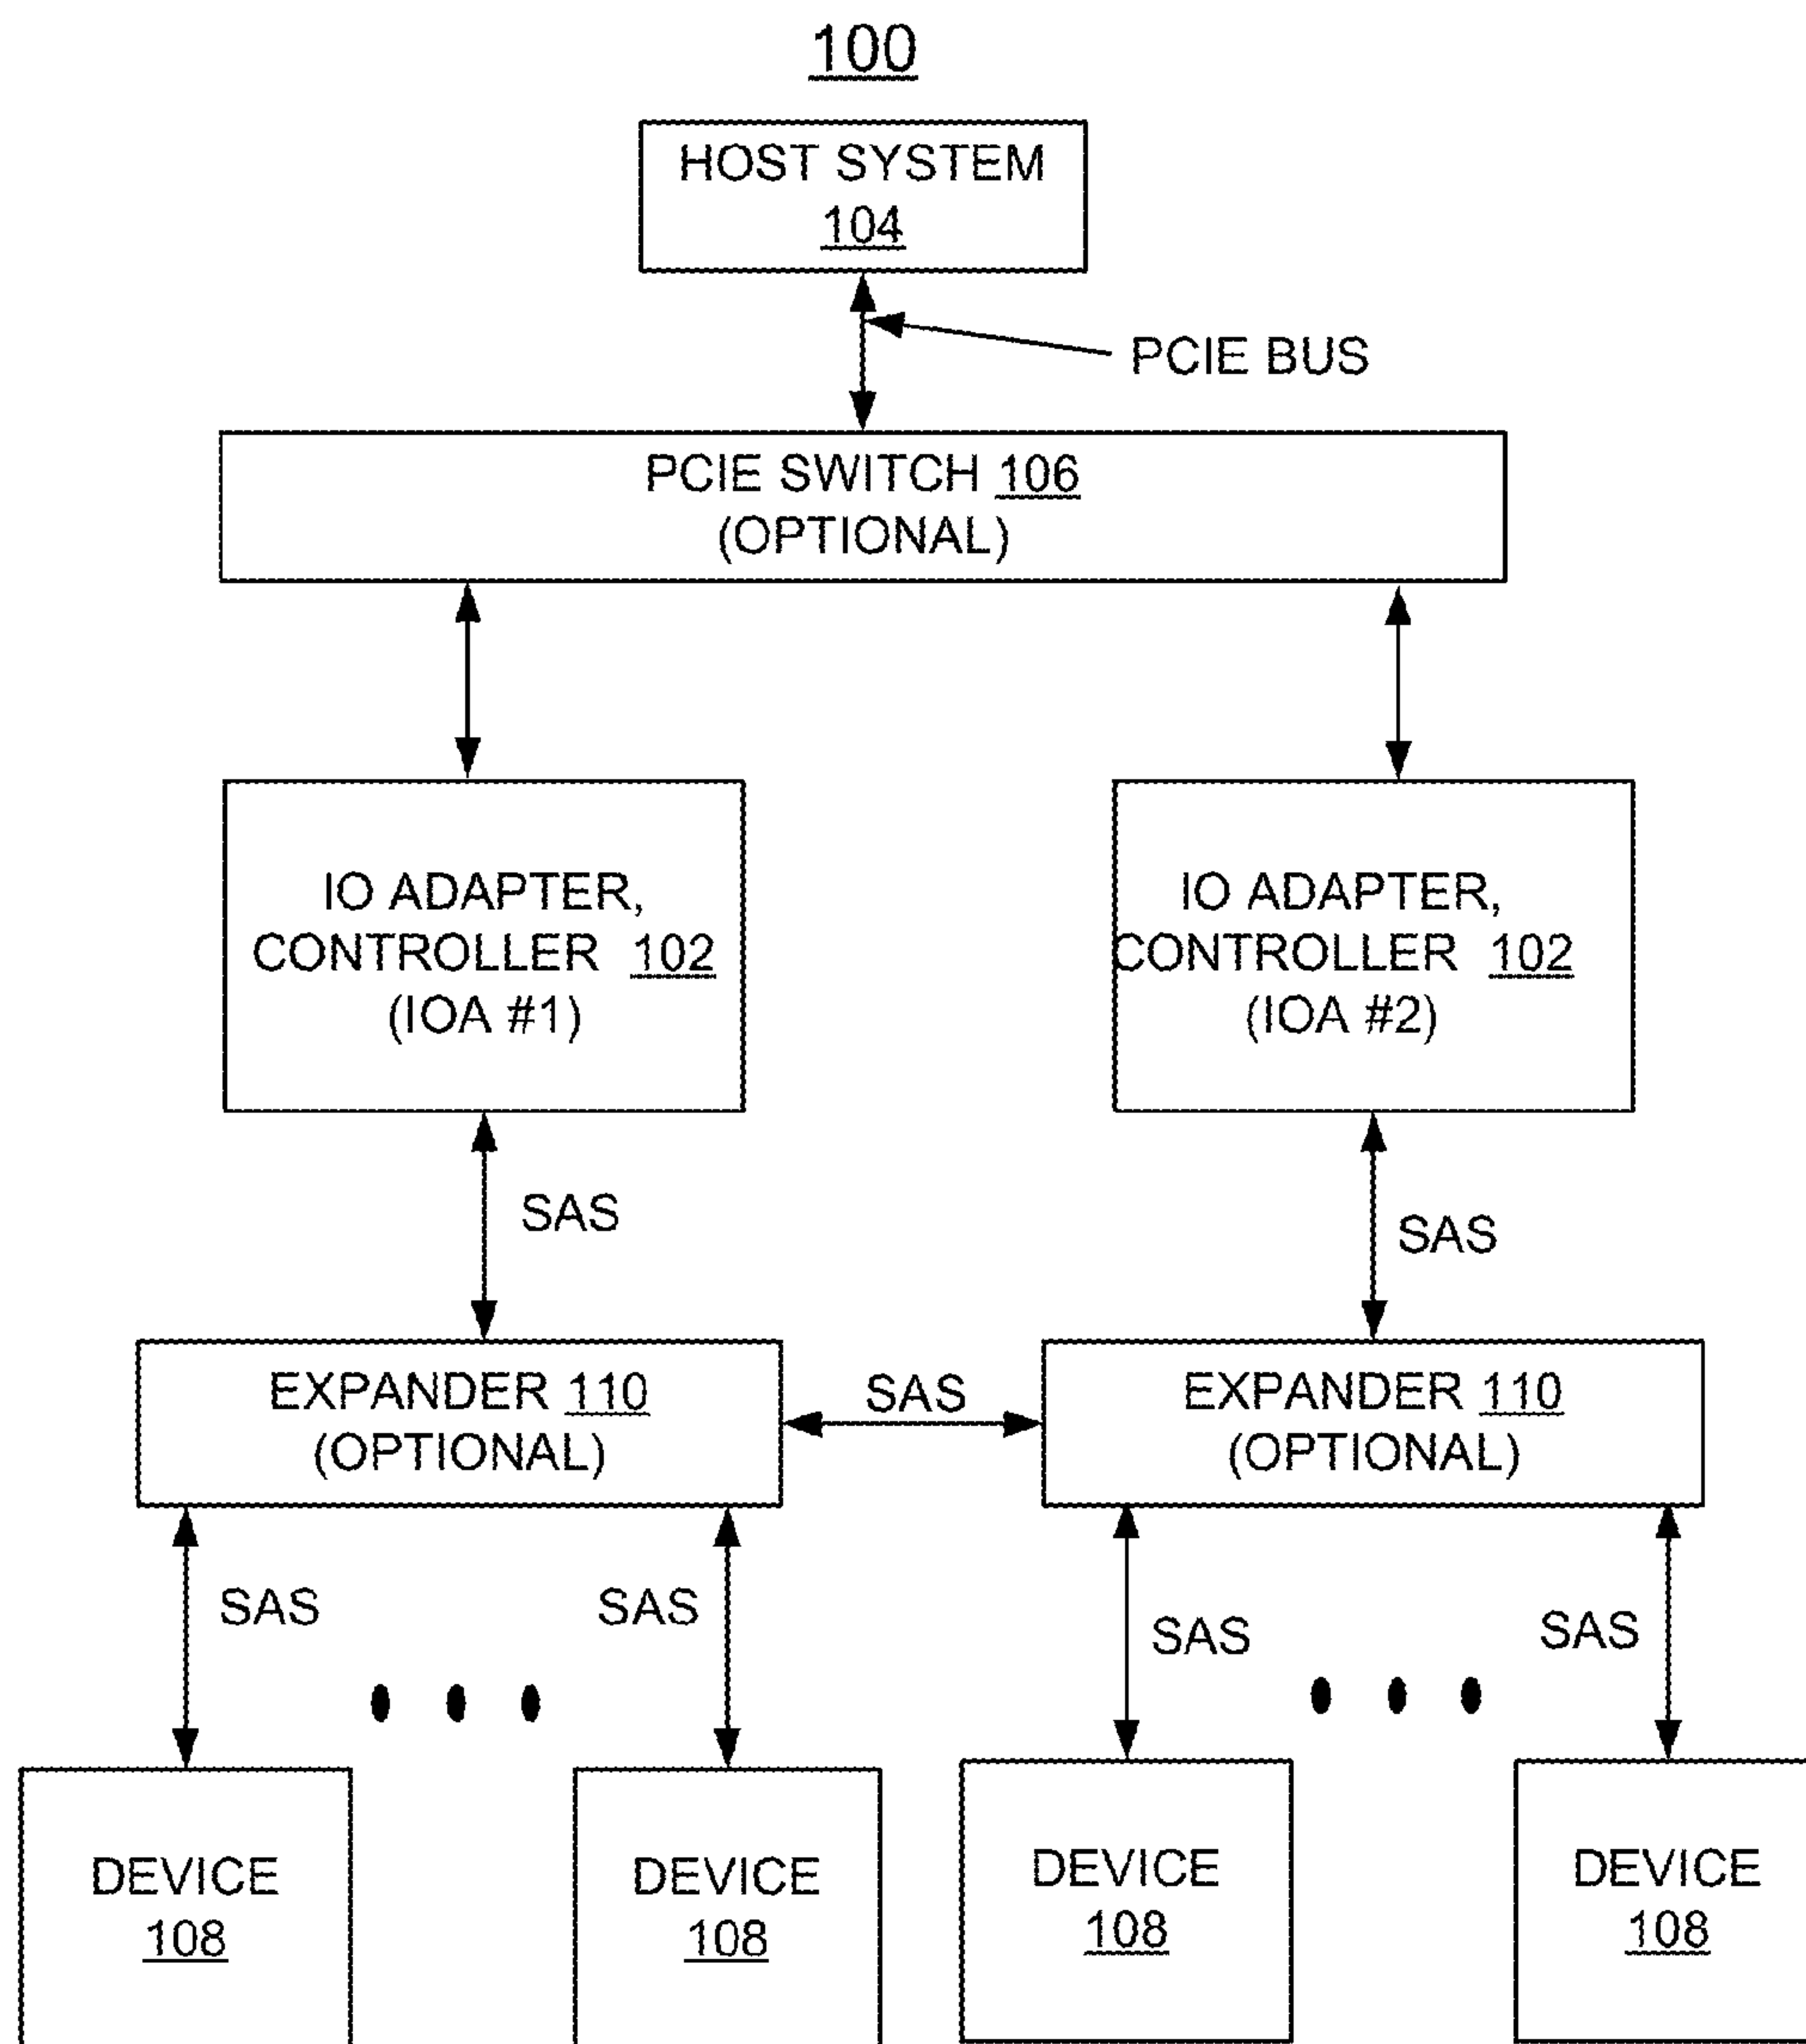 100
HOST SYSTEM
104
PCIE BUS
PCIE SWITCH 106
(OPTIONAL)
IO ADAPTER,
CONTROLLER 102
(IOA #1)
IO ADAPTER,
CONTROLLER 102
(IOA #2)
SAS
SAS
EXPANDER 110
(OPTIONAL)
SAS
EXPANDER 110
(OPTIONAL)
SAS
SAS
SAS
SAS
DEVICE
108
DEVICE
108
DEVICE
108
DEVICE
108